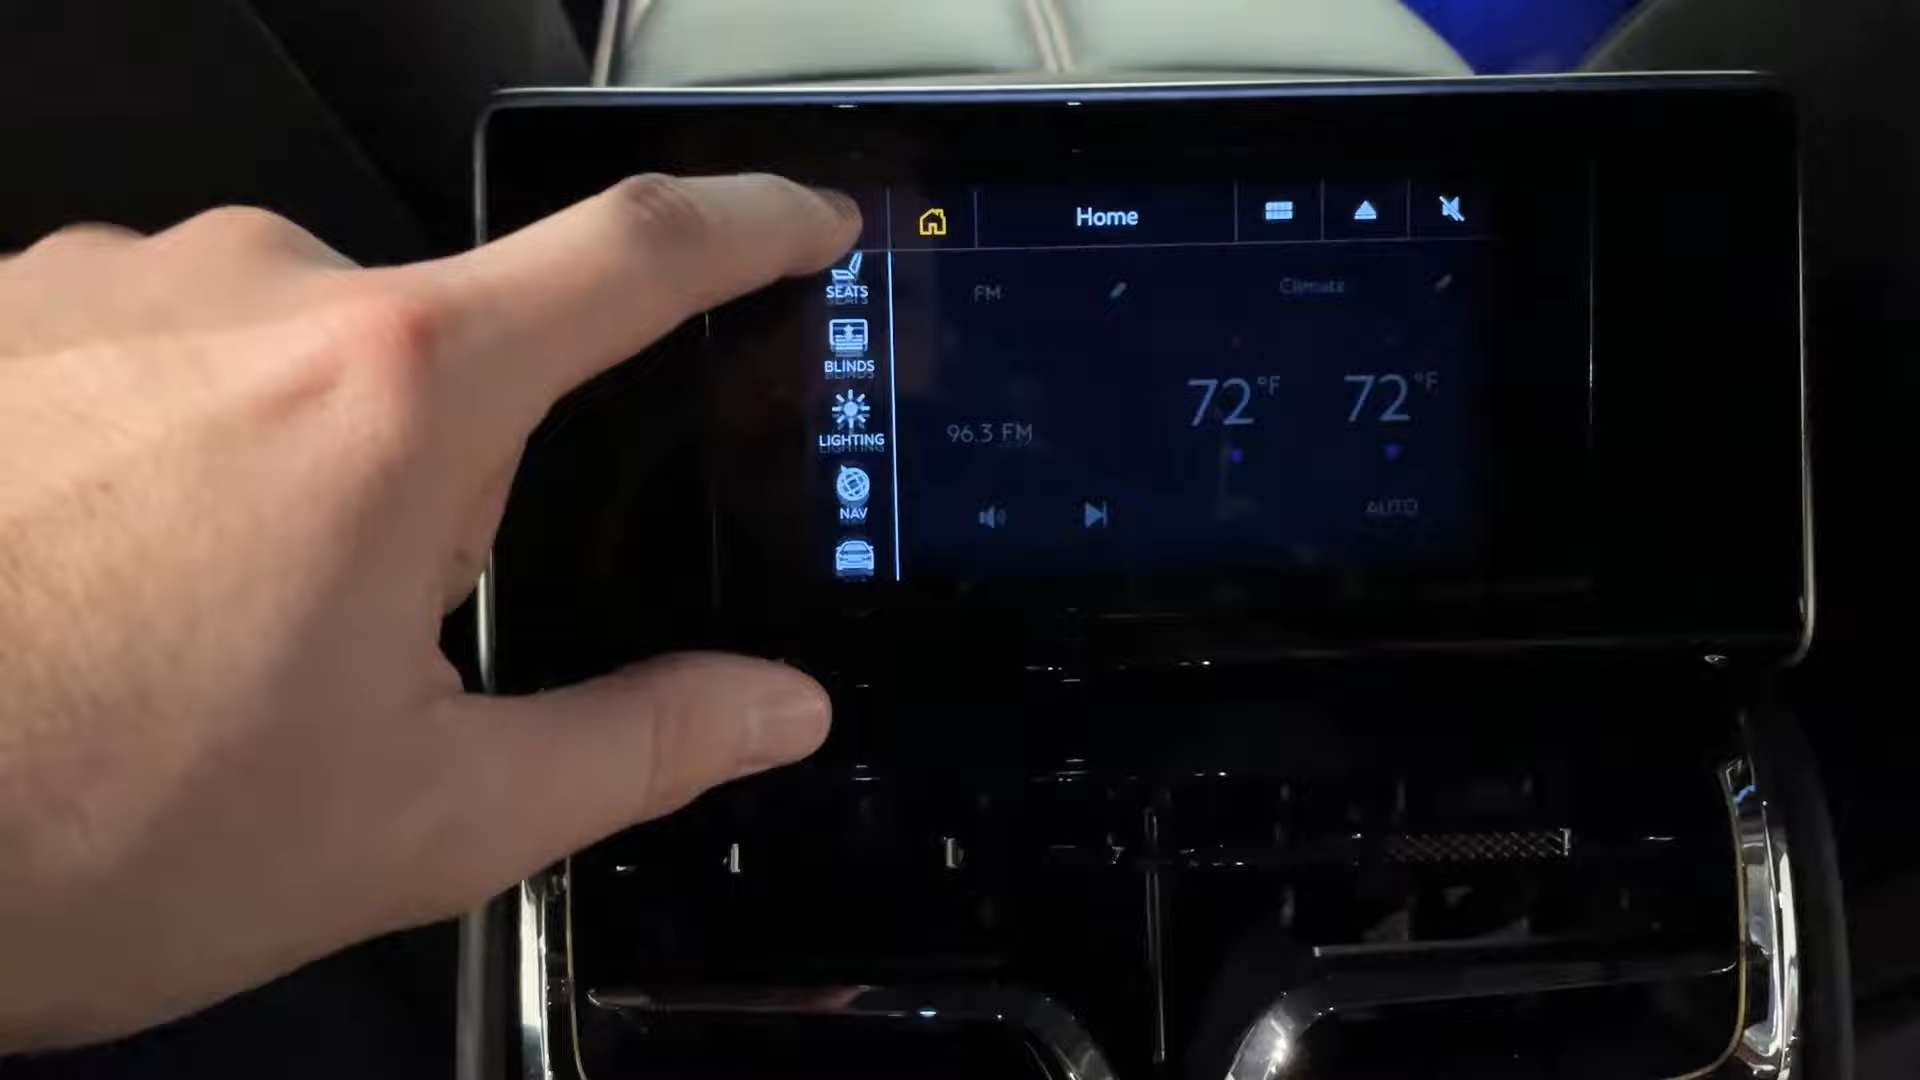 Home
SEATS
BLINDS
LIGHTING
NAV
FM
Climate
72°F
72°F
96.3 FM
AUTO